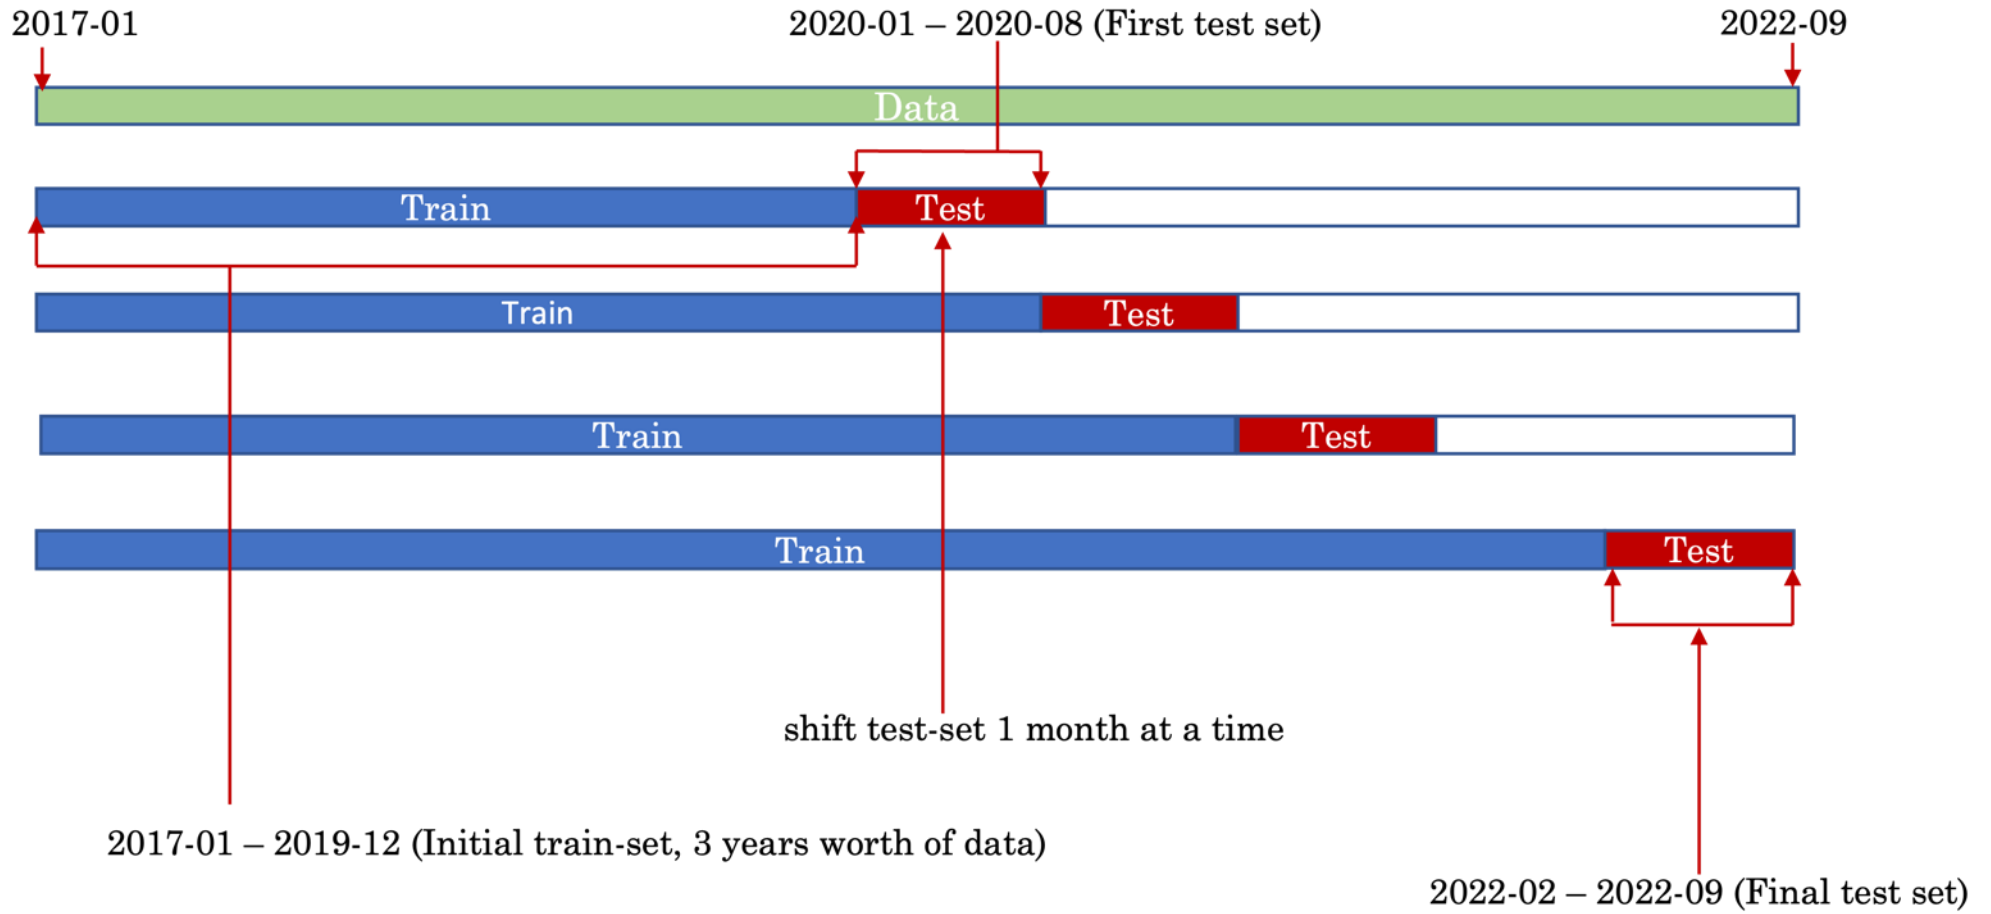 2017-01
2020-01 – 2020-08 (First test set)
2022-09
Data
Train
Test
Train
Test
Train
Test
Train
Test
shift test-set 1 month at a time
2017-01 – 2019-12 (Initial train-set, 3 years worth of data)
2022-02 – 2022-09 (Final test set)